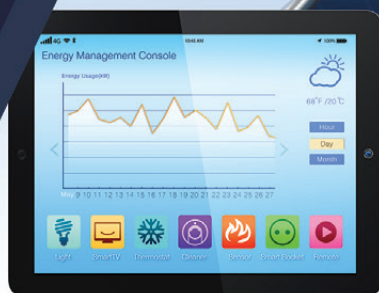 4G 10:45 AM 100%
Energy Management Console
Energy Usage(kW)
68°F /20℃
Hour
Day
Month
May 9 10 11 12 13 14 15 16 17 18 19 20 21 22 23 24 25 26 27
Light SmartTV Thermostat Cleaner Sensor Smart Socket Remote